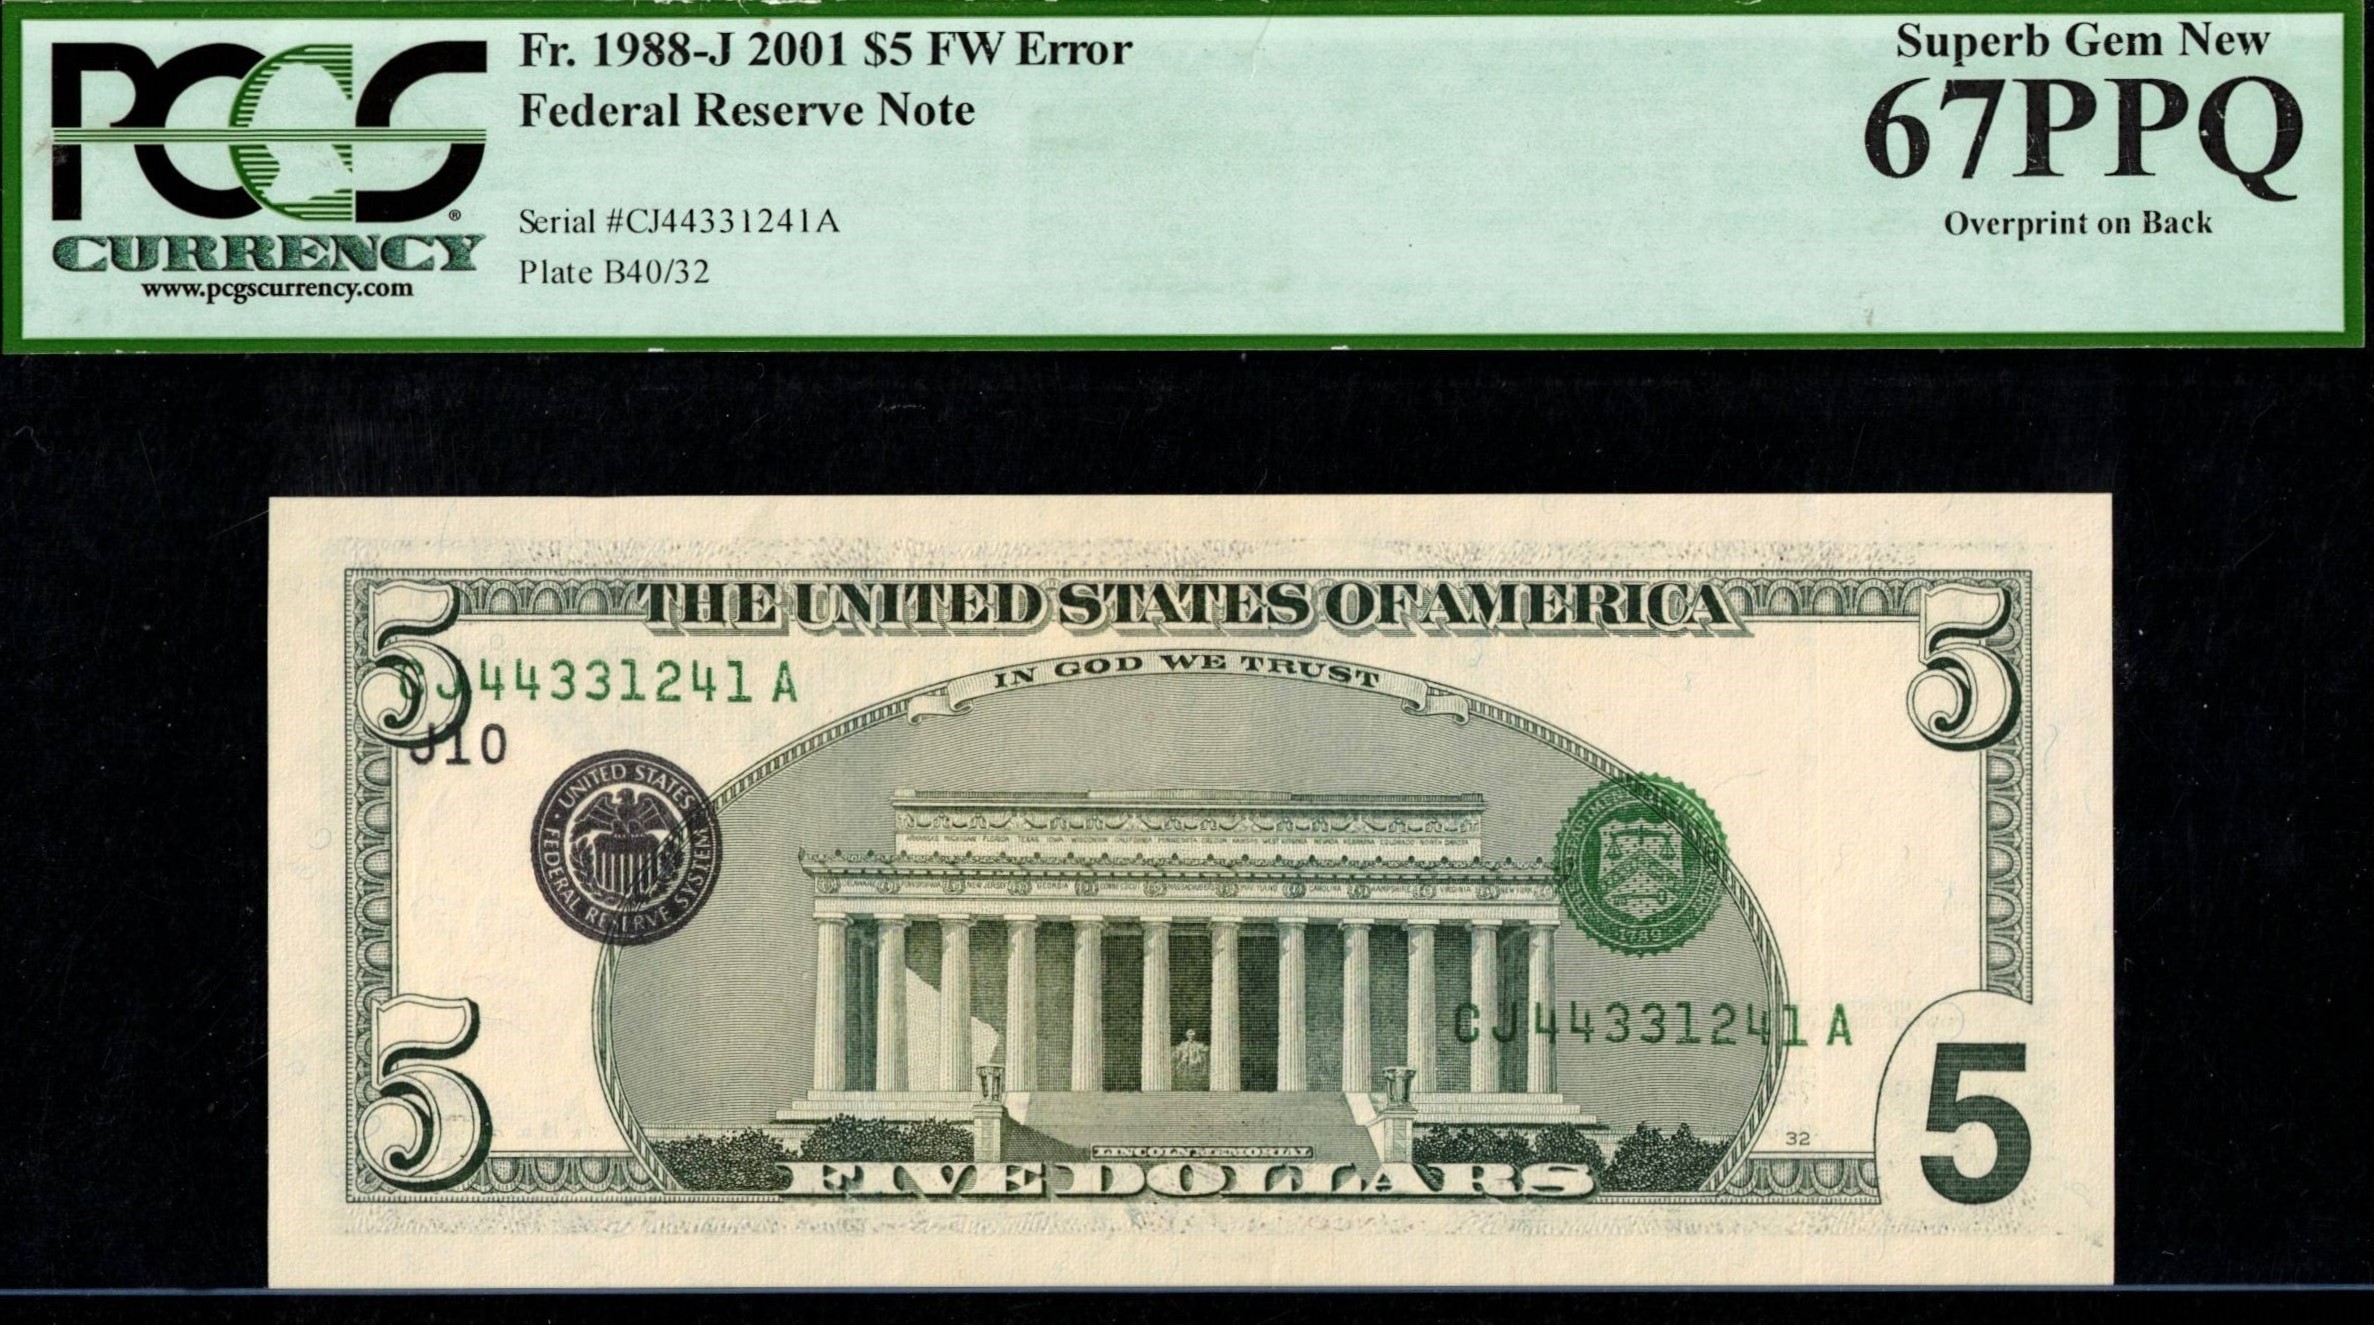 PCGS
CURRENCY
www.pcgscurrency.com
Fr. 1988-J 2001 $5 FW Error
Federal Reserve Note
Serial #CJ44331241A
Plate B40/32
Superb Gem New
67PPQ
Overprint on Back
5 THE UNITED STATES OF AMERICA 5
CJ44331241A
IN GOD WE TRUST
J10
UNITED STATES
FEDERAL RESERVE SYSTEM
1789
CJ44331241A
32
5 5
LINCOLN MEMORIAL
FIVE DOLLARS